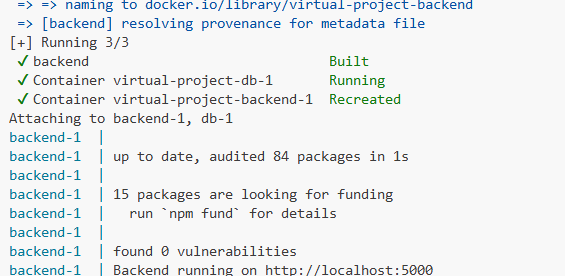 => => naming to docker.io/library/virtual-project-backend
=> [backend] resolving provenance for metadata file
[+] Running 3/3
✓ backend Built
✓ Container virtual-project-db-1 Running
✓ Container virtual-project-backend-1 Recreated
Attaching to backend-1, db-1
backend-1 |
backend-1 | up to date, audited 84 packages in 1s
backend-1 |
backend-1 | 15 packages are looking for funding
backend-1 | run `npm fund` for details
backend-1 |
backend-1 | found 0 vulnerabilities
backend-1 | Backend running on http://localhost:5000